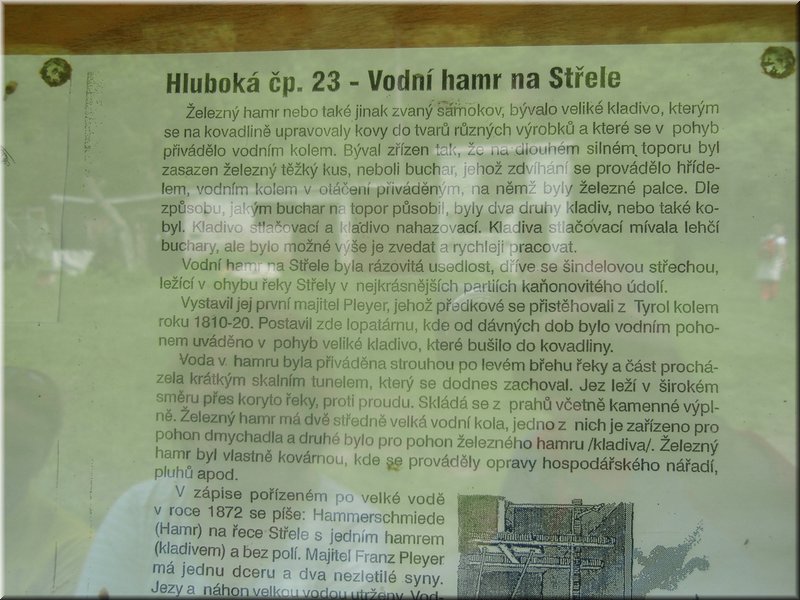 Hluboká čp. 23 - Vodní hamr na Střele
Železný hamr nebo také jinak zvaný samokov, bývalo veliké kladivo, kterým
se na kovadlině upravovaly kovy do tvarů různých výrobků a které se v pohyb
přivádělo vodním kolem. Býval zřízen tak, že na dlouhém silném toporu byl
zasazen železný těžký kus, neboli buchar, jehož zdvíhání se provádělo hříde-
lem, vodním kolem v otáčení přiváděným, na němž byly železné palce. Dle
způsobu, jakým buchar na topor působil, byly dva druhy kladiv, nebo také ko-
byl. Kladivo stlačovací a kladivo nahazovací. Kladiva stlačovací mívala lehčí
buchary, ale bylo možné výše je zvedat a rychleji pracovat.
Vodní hamr na Střele byla rázovitá usedlost, dříve se šindelovou střechou,
ležící v ohybu řeky Střely v nejkrásnějších partiích kaňonovitého údolí.
Vystavil jej první majitel Pleyer, jehož předkové se přistěhovali z Tyrol kolem
roku 1810-20. Postavil zde lopatárnu, kde od dávných dob bylo vodním poho-
nem uváděno v pohyb veliké kladivo, které bušilo do kovadliny.
Voda v hamru byla přiváděna strouhou po levém břehu řeky a část prochá-
zela krátkým skalním tunelem, který se dodnes zachoval. Jez leží v širokém
směru přes koryto řeky, proti proudu. Skládá se z prahů včetně kamenné výpl-
ně. Železný hamr má dvě středně velká vodní kola, jedno z nich je zařízeno pro
pohon dmychadla a druhé bylo pro pohon železného hamru /kladiva/. Železný
hamr byl vlastně kovárnou, kde se prováděly opravy hospodářského nářadí,
pluhů apod.
V zápise pořízeném po velké vodě
v roce 1872 se píše: Hammerschmiede
(Hamr) na řece Střele s jedním hamrem
(kladivem) a bez polí. Majitel Franz Pleyer
má jednu dceru a dva nezletilé syny.
Jezy a náhon velkou vodou utrženy. Vod-